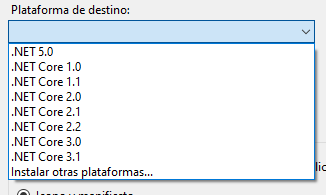 Plataforma de destino:
.NET 5.0
.NET Core 1.0
.NET Core 1.1
.NET Core 2.0
.NET Core 2.1
.NET Core 2.2
.NET Core 3.0
.NET Core 3.1
Instalar otras plataformas...